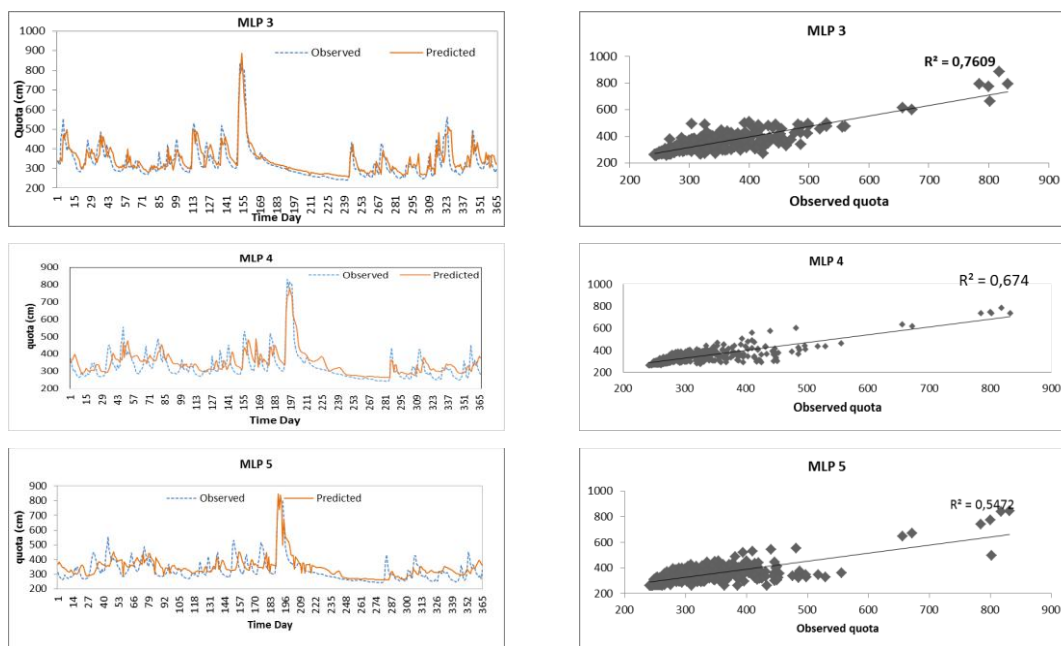 MLP 3
1000
900
800
700
600
500
400
300
200
Quota (cm)
Observed
Predicted
1 15 29 43 57 71 85 99 113 127 141 155 169 183 197 211 225 239 253 267 281 295 309 323 337 351 365
Time Day
MLP 3
R² = 0,7609
1000
800
600
400
200
200 300 400 500 600 700 800 900
Observed quota
MLP 4
900
800
700
600
500
400
300
200
quota (cm)
Observed
Predicted
1 15 29 43 57 71 85 99 113 127 141 155 169 183 197 211 225 239 253 267 281 295 309 323 337 351 365
Time Day
MLP 4
R² = 0,674
1000
800
600
400
200
200 300 400 500 600 700 800 900
Observed quota
MLP 5
900
800
700
600
500
400
300
200
quota (cm)
Observed
Predicted
1 14 27 40 53 66 79 92 105 118 131 144 157 170 183 196 209 222 235 248 261 274 287 300 313 326 339 352 365
Time Day
MLP 5
R² = 0,5472
1000
800
600
400
200
200 300 400 500 600 700 800 900
Observed quota